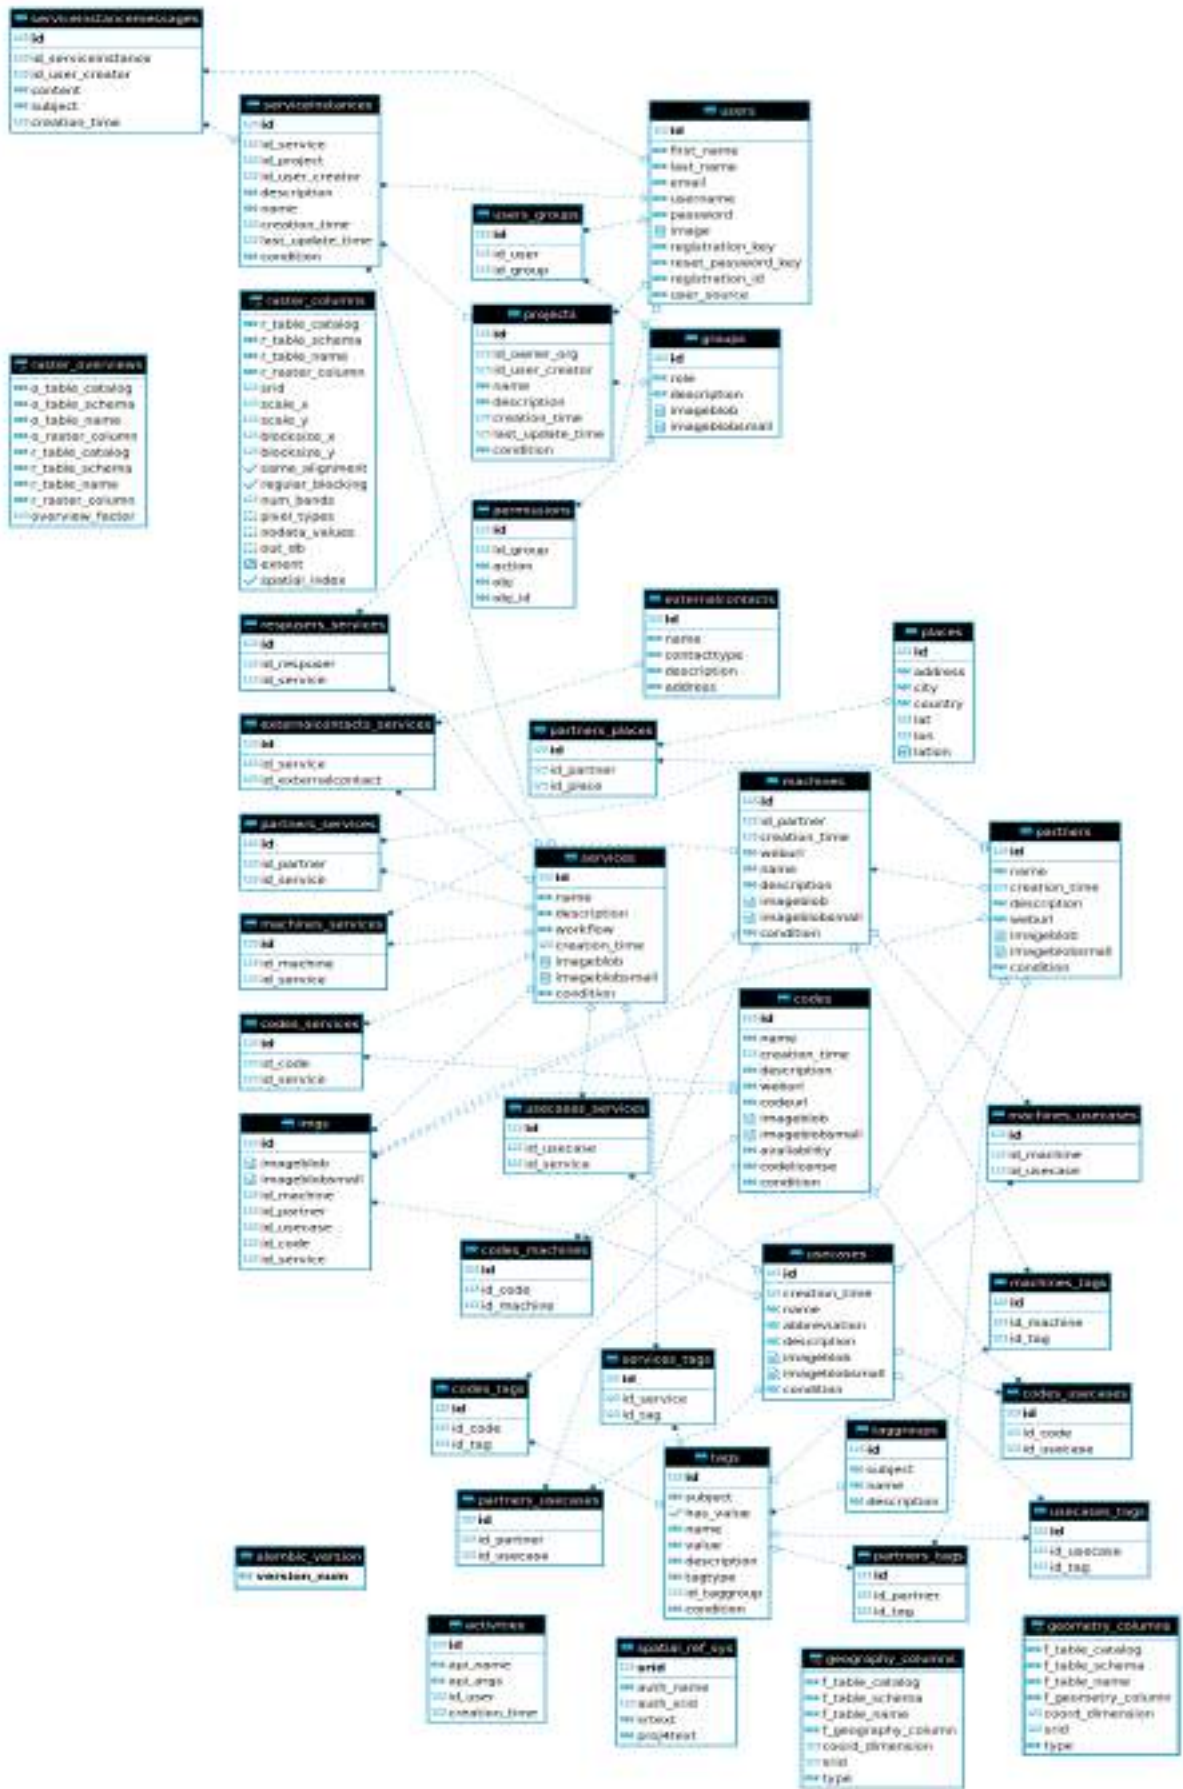 serviceinstancemessages
id
id_serviceinstance
id_user_creator
content
subject
creation_time
serviceinstances
id
id_service
id_project
id_user_creator
description
name
creation_time
last_update_time
condition
users
id
first_name
last_name
email
username
password
image
registration_key
reset_password_key
registration_id
user_source
users_groups
id
id_user
id_group
raster_columns
r_table_catalog
r_table_schema
r_table_name
r_raster_column
srid
scale_x
scale_y
blocksize_x
blocksize_y
same_alignment
regular_blocking
num_bands
pixel_types
nodata_values
out_db
extent
spatial_index
projects
id
id_owner_org
id_user_creator
name
description
creation_time
last_update_time
condition
groups
id
role
description
imageblob
imageblobsmall
raster_overviews
o_table_catalog
o_table_schema
o_table_name
o_raster_column
r_table_catalog
r_table_schema
r_table_name
r_raster_column
overview_factor
permissions
id
id_group
action
obj
obj_id
externalcontacts
id
name
contacttype
description
address
respusers_services
id
id_respuser
id_service
places
id
address
city
country
lat
lon
externalcontacts_services
id
id_service
id_externalcontact
partners_places
id
id_partner
id_place
machines
id
id_partner
creation_time
weburl
name
description
imageblob
imageblobsmall
condition
partners_services
id
id_partner
id_service
partners
id
name
creation_time
description
weburl
imageblob
imageblobsmall
condition
services
id
name
description
workflow
creation_time
imageblob
imageblobsmall
condition
machines_services
id
id_machine
id_service
codes
id
name
creation_time
description
weburl
codeurl
imageblob
imageblobsmall
availability
codelicense
condition
codes_services
id
id_code
id_service
usecases_services
id
id_usecase
id_service
machines_usecases
id
id_machine
id_usecase
imgs
id
imageblob
imageblobsmall
id_machine
id_partner
id_usecase
id_code
id_service
codes_machines
id
id_code
id_machine
usecases
id
creation_time
name
abbreviation
description
imageblob
imageblobsmall
condition
machines_tags
id
id_machine
id_tag
services_tags
id
id_service
id_tag
codes_tags
id
id_code
id_tag
codes_usecases
id
id_code
id_usecase
taggroups
id
subject
name
description
tags
id
subject
has_value
name
value
description
tagtype
id_taggroup
condition
partners_usecases
id
id_partner
id_usecase
usecases_tags
id
id_usecase
id_tag
alembic_version
version_num
partners_tags
id
id_partner
id_tag
activities
id
api_name
api_args
id_user
creation_time
spatial_ref_sys
srid
auth_name
auth_srid
srtext
proj4text
geography_columns
f_table_catalog
f_table_schema
f_table_name
f_geography_column
coord_dimension
srid
type
geometry_columns
f_table_catalog
f_table_schema
f_table_name
f_geometry_column
coord_dimension
srid
type